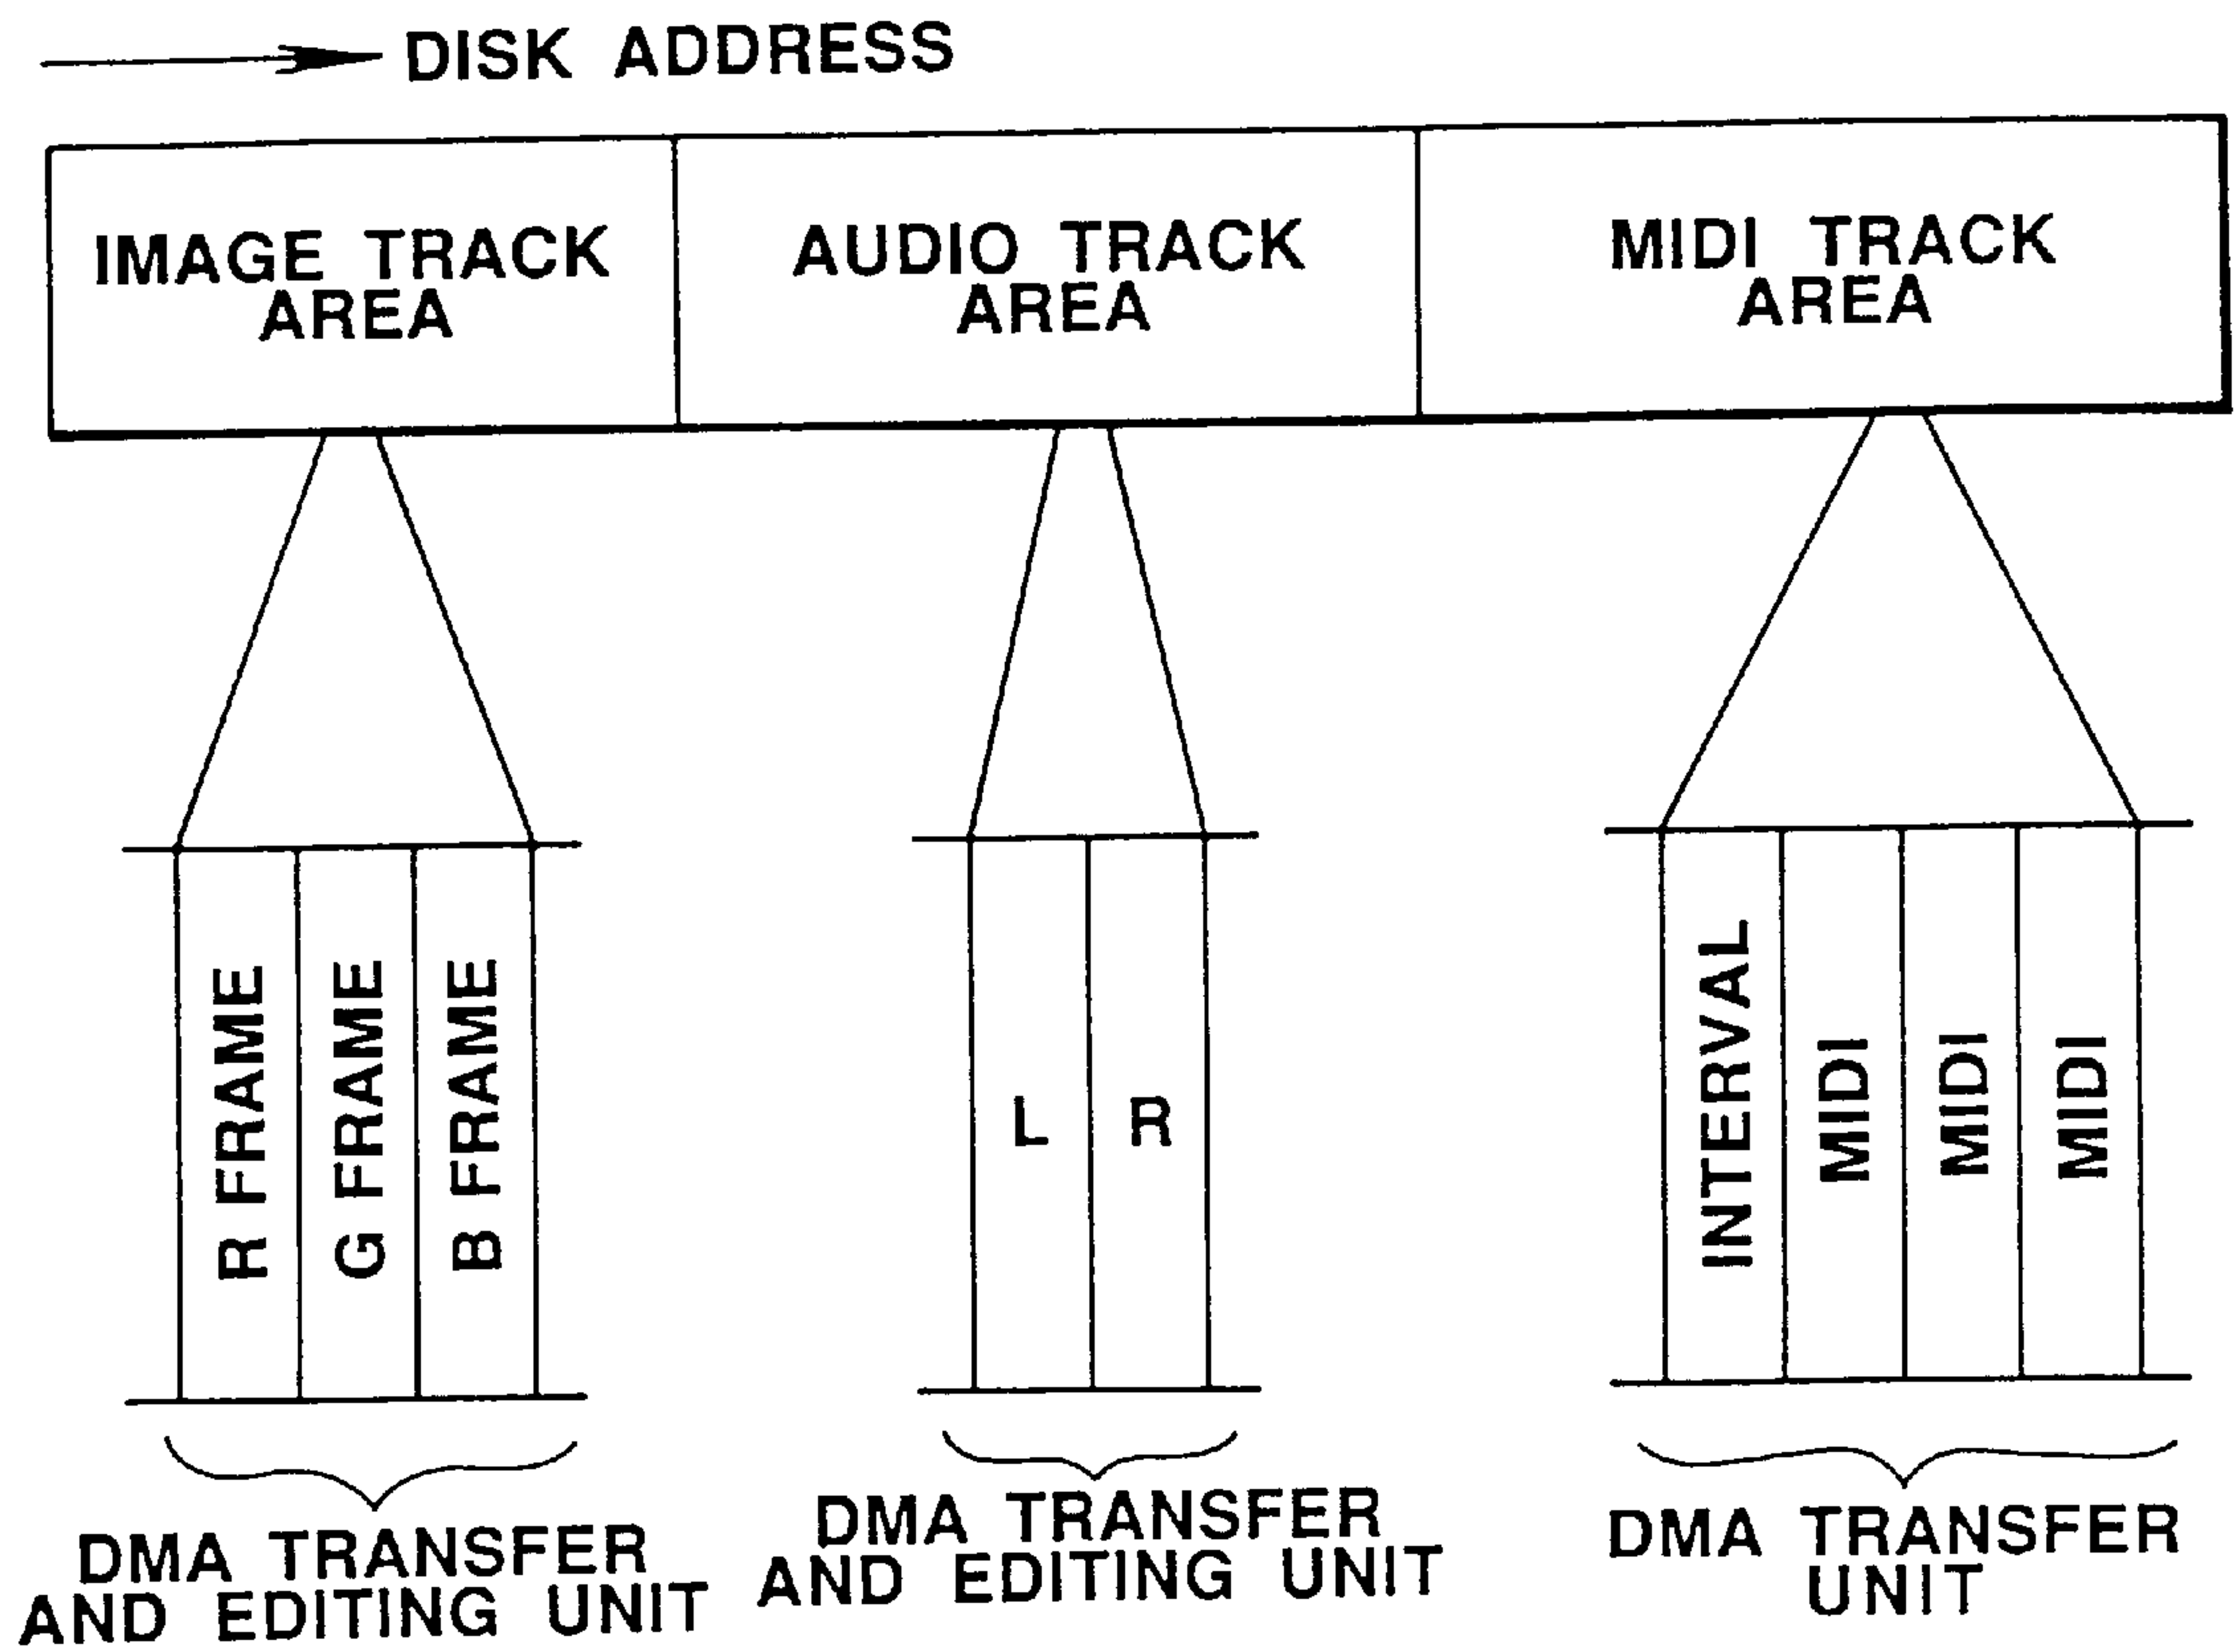 DISK ADDRESS
IMAGE TRACK
AREA
AUDIO TRACK
AREA
MIDI TRACK
AREA
R FRAME
G FRAME
B FRAME
L
R
INTERVAL
MIDI
MIDI
MIDI
DMA TRANSFER
AND EDITING UNIT
DMA TRANSFER
AND EDITING UNIT
DMA TRANSFER
UNIT